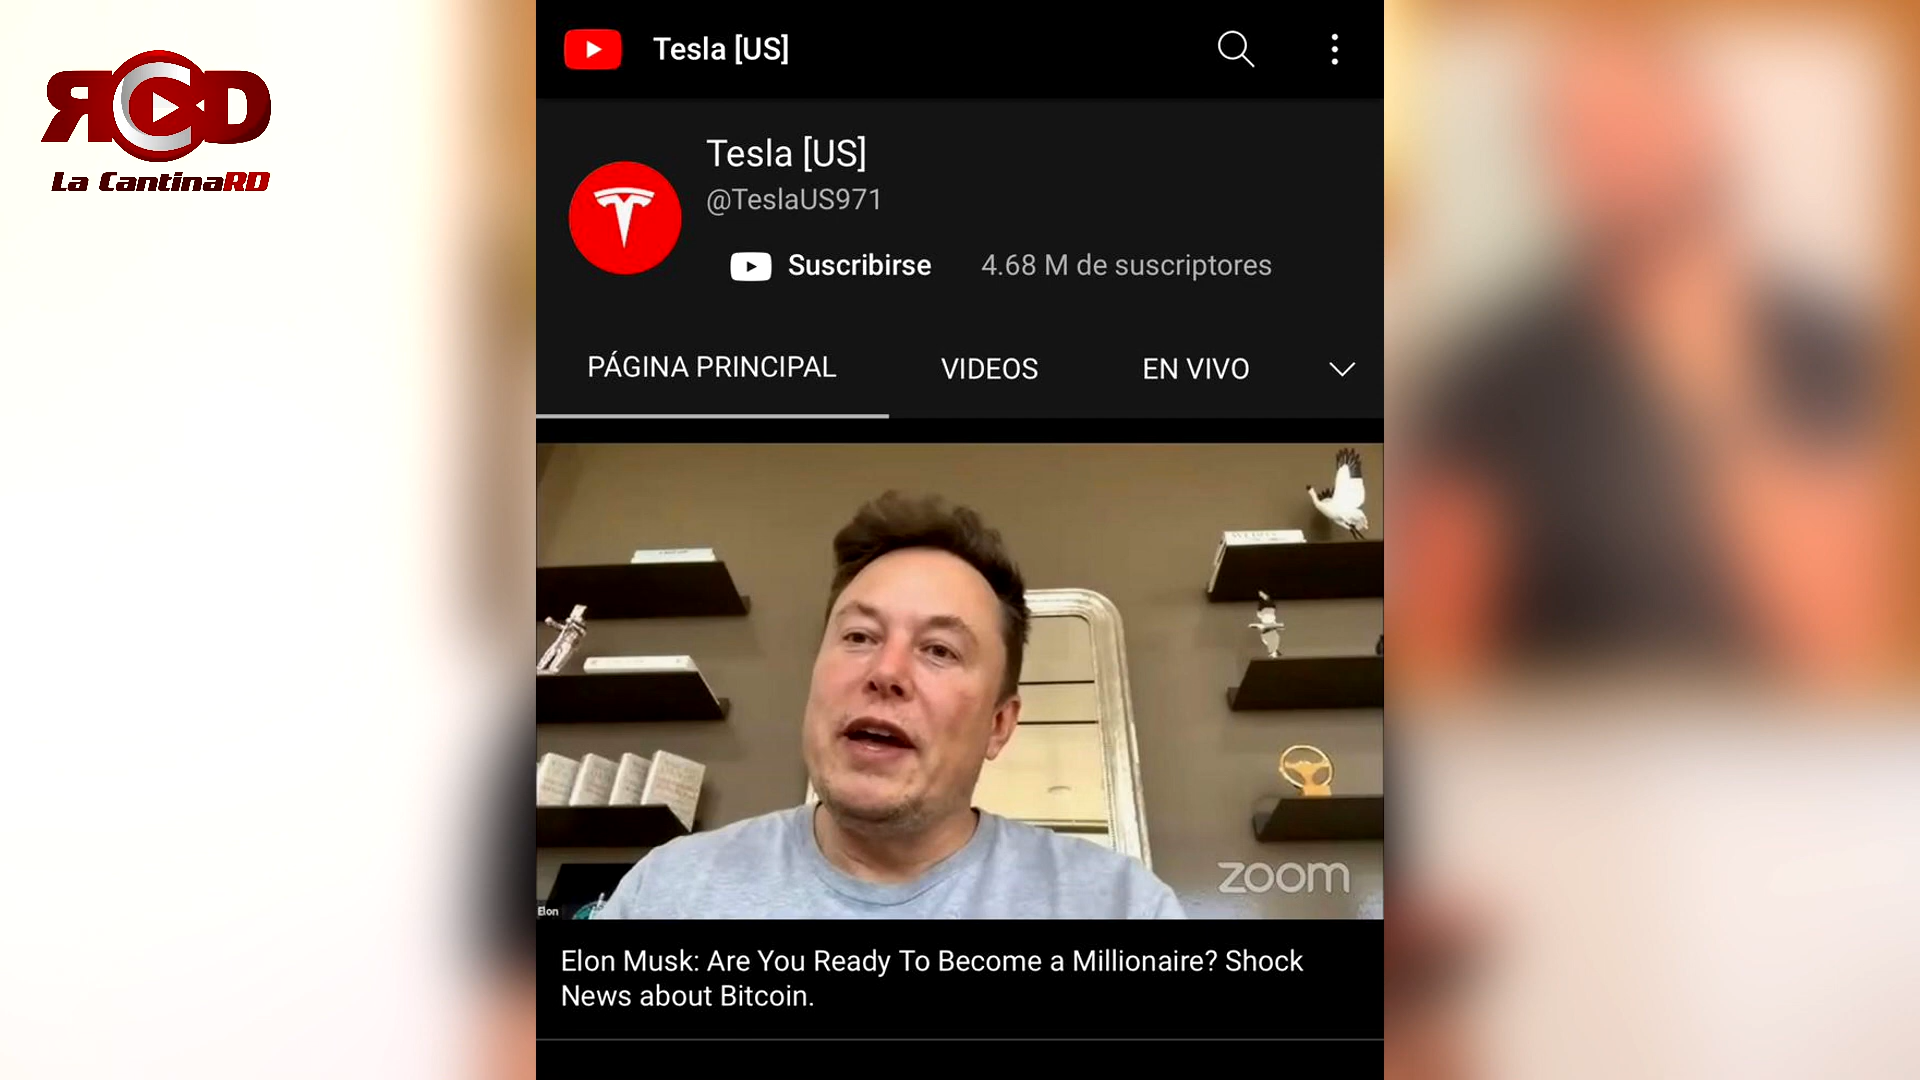 RCD
La CantinaRD
Tesla [US]
Tesla [US]
@TeslaUS971
Suscribirse 4.68 M de suscriptores
PÁGINA PRINCIPAL VIDEOS EN VIVO
zoom
Elon
Elon Musk: Are You Ready To Become a Millionaire? Shock
News about Bitcoin.